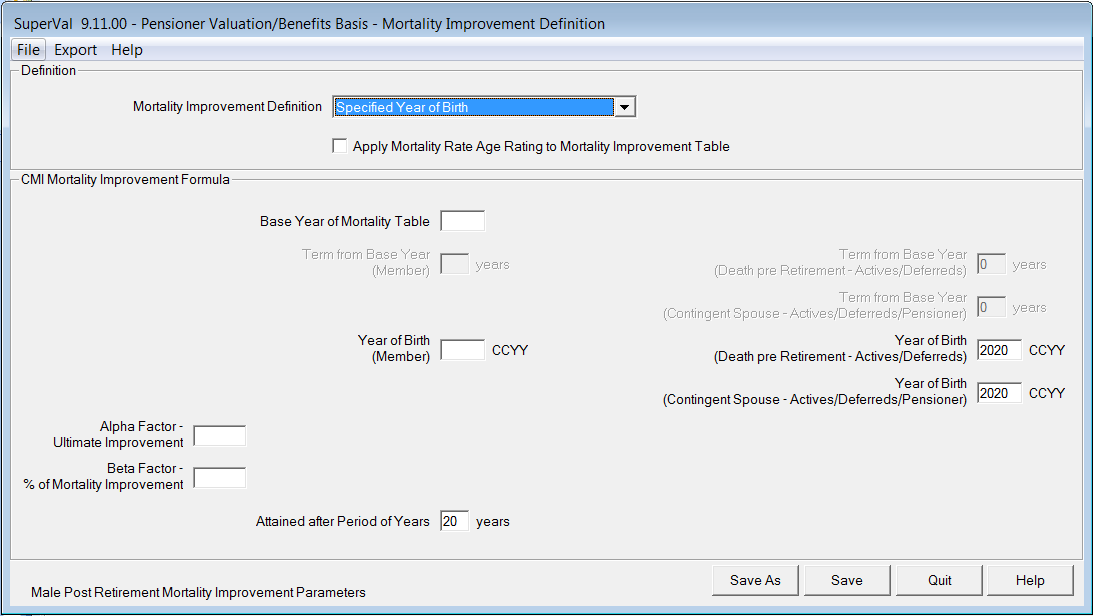 SuperVal 9.11.00 - Pensioner Valuation/Benefits Basis - Mortality Improvement Definition
File Export Help
Definition
Mortality Improvement Definition Specified Year of Birth
Apply Mortality Rate Age Rating to Mortality Improvement Table
CMI Mortality Improvement Formula
Base Year of Mortality Table
Term from Base Year
(Member) years
Term from Base Year
(Death pre Retirement - Actives/Deferreds) 0 years
Term from Base Year
(Contingent Spouse - Actives/Deferreds/Pensioner) 0 years
Year of Birth
(Member) CCYY
Year of Birth
(Death pre Retirement - Actives/Deferreds) 2020 CCYY
Year of Birth
(Contingent Spouse - Actives/Deferreds/Pensioner) 2020 CCYY
Alpha Factor -
Ultimate Improvement
Beta Factor -
% of Mortality Improvement
Attained after Period of Years 20 years
Male Post Retirement Mortality Improvement Parameters
Save As Save Quit Help